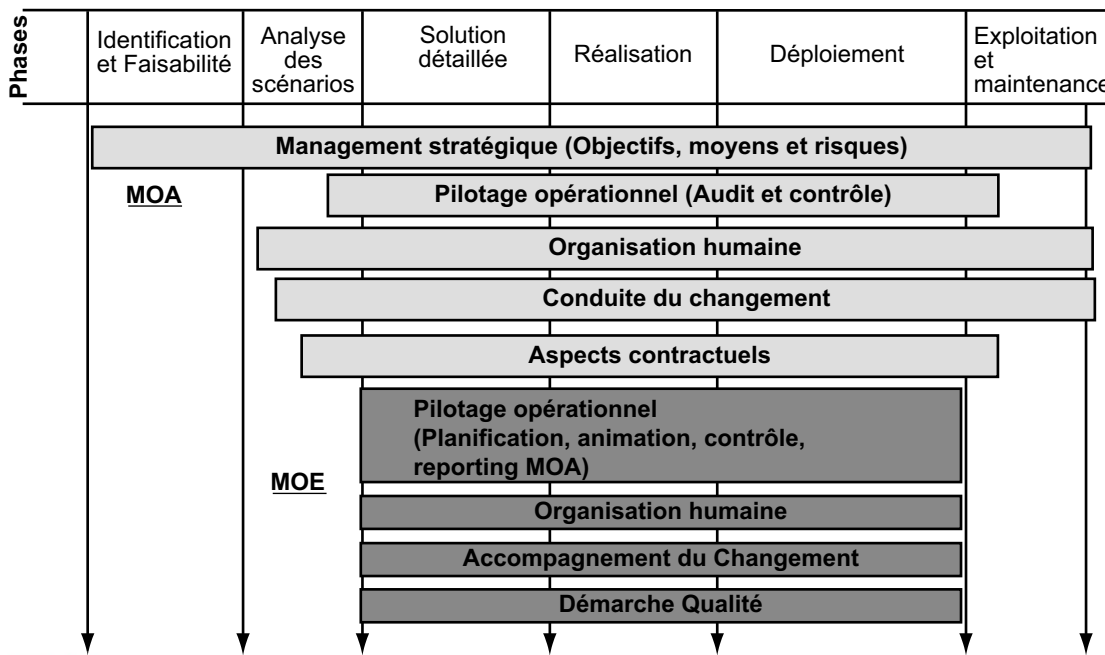 Phases
Identification
et Faisabilité
Analyse
des
scénarios
Solution
détaillée
Réalisation
Déploiement
Exploitation
et
maintenance
Management stratégique (Objectifs, moyens et risques)
MOA
Pilotage opérationnel (Audit et contrôle)
Organisation humaine
Conduite du changement
Aspects contractuels
Pilotage opérationnel
(Planification, animation, contrôle,
reporting MOA)
MOE
Organisation humaine
Accompagnement du Changement
Démarche Qualité